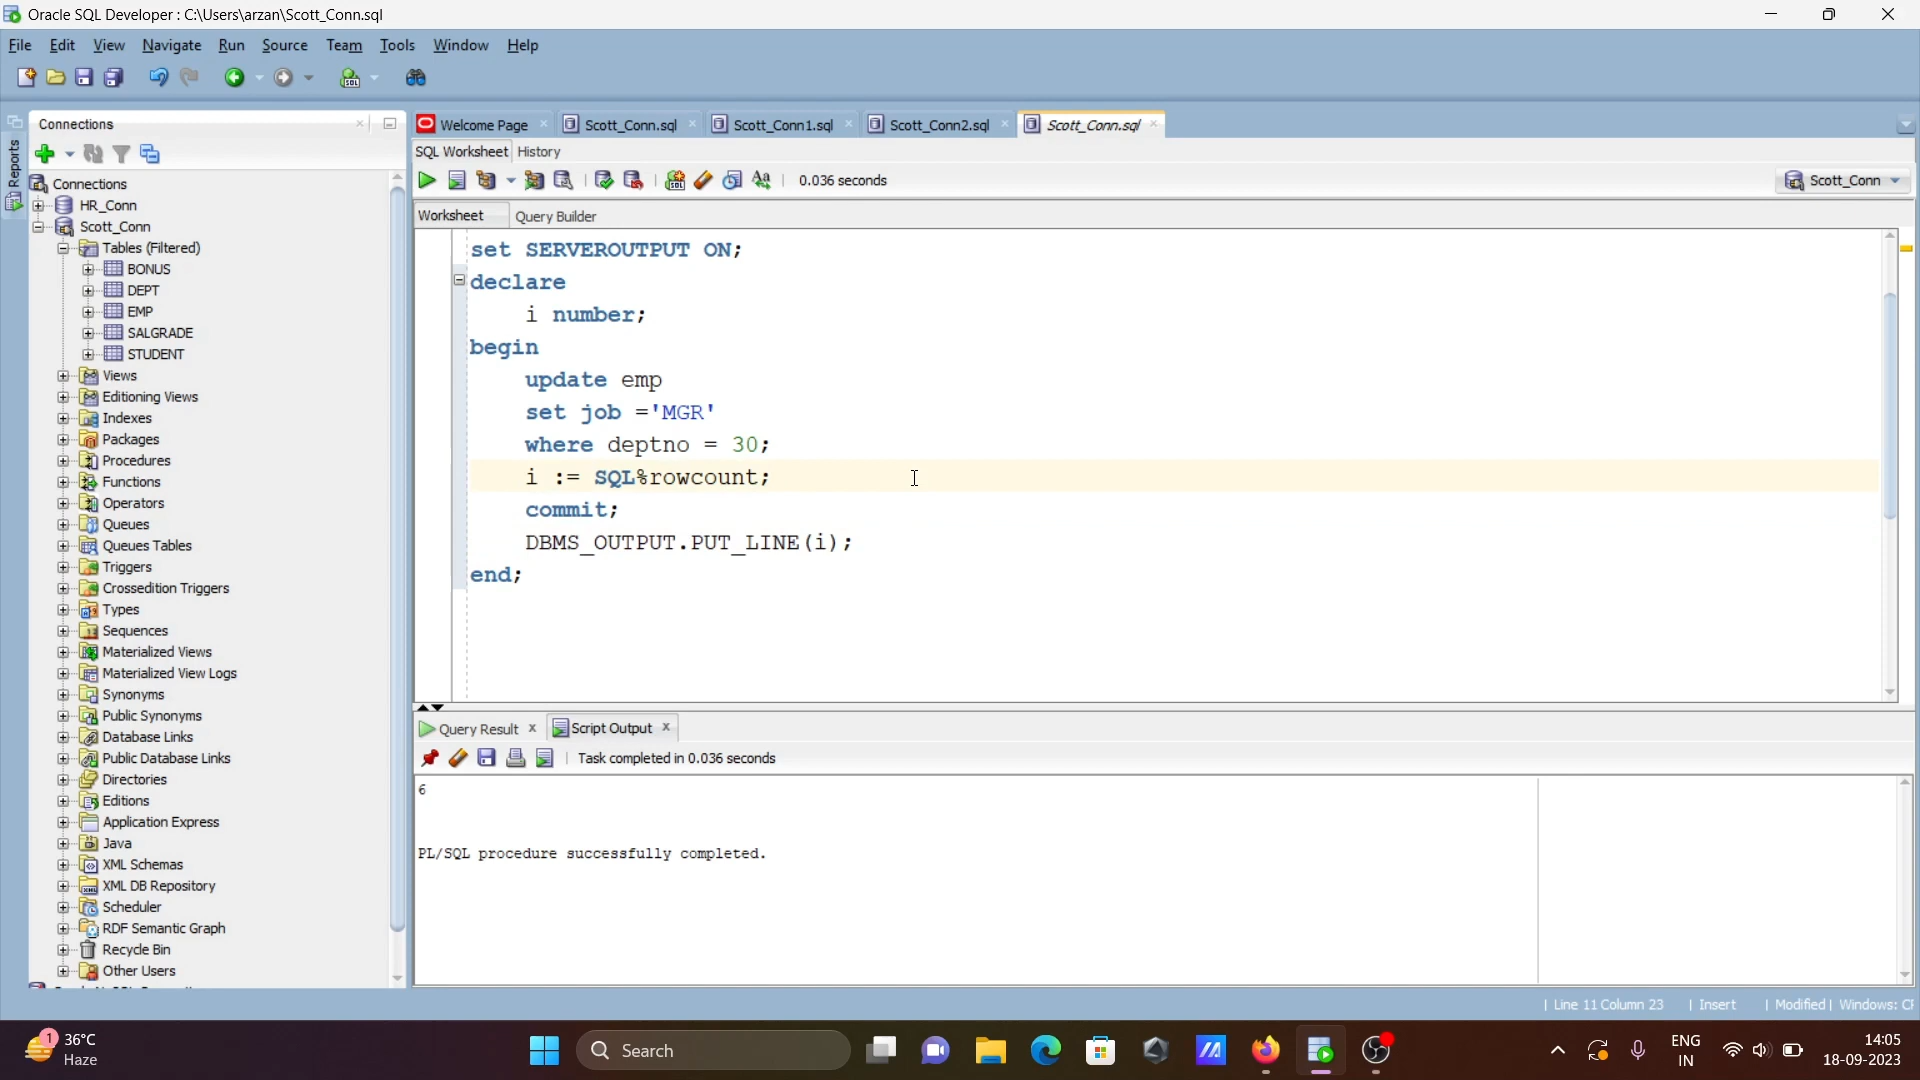 Oracle SQL Developer : C:\Users\arzan\Scott_Conn.sql
File Edit View Navigate Run Source Team Tools Window Help
Reports
Connections
Welcome Page Scott_Conn.sql Scott_Conn1.sql Scott_Conn2.sql Scott_Conn.sql
SQL Worksheet History
0.036 seconds
Scott_Conn
Worksheet Query Builder
Connections
HR_Conn
Scott_Conn
Tables (Filtered)
BONUS
DEPT
EMP
SALGRADE
STUDENT
Views
Editioning Views
Indexes
Packages
Procedures
Functions
Operators
Queues
Queues Tables
Triggers
Crossedition Triggers
Types
Sequences
Materialized Views
Materialized View Logs
Synonyms
Public Synonyms
Database Links
Public Database Links
Directories
Editions
Application Express
Java
XML Schemas
XML DB Repository
Scheduler
RDF Semantic Graph
Recycle Bin
Other Users
set SERVEROUTPUT ON;
declare
i number;
begin
update emp
set job ='MGR'
where deptno = 30;
i := SQL%rowcount;
commit;
DBMS_OUTPUT.PUT_LINE(i);
end;
Query Result Script Output
Task completed in 0.036 seconds
6
PL/SQL procedure successfully completed.
Line 11 Column 23 Insert Modified Windows:
1
36°C
Haze
Search
ENG
IN
14:05
18-09-2023